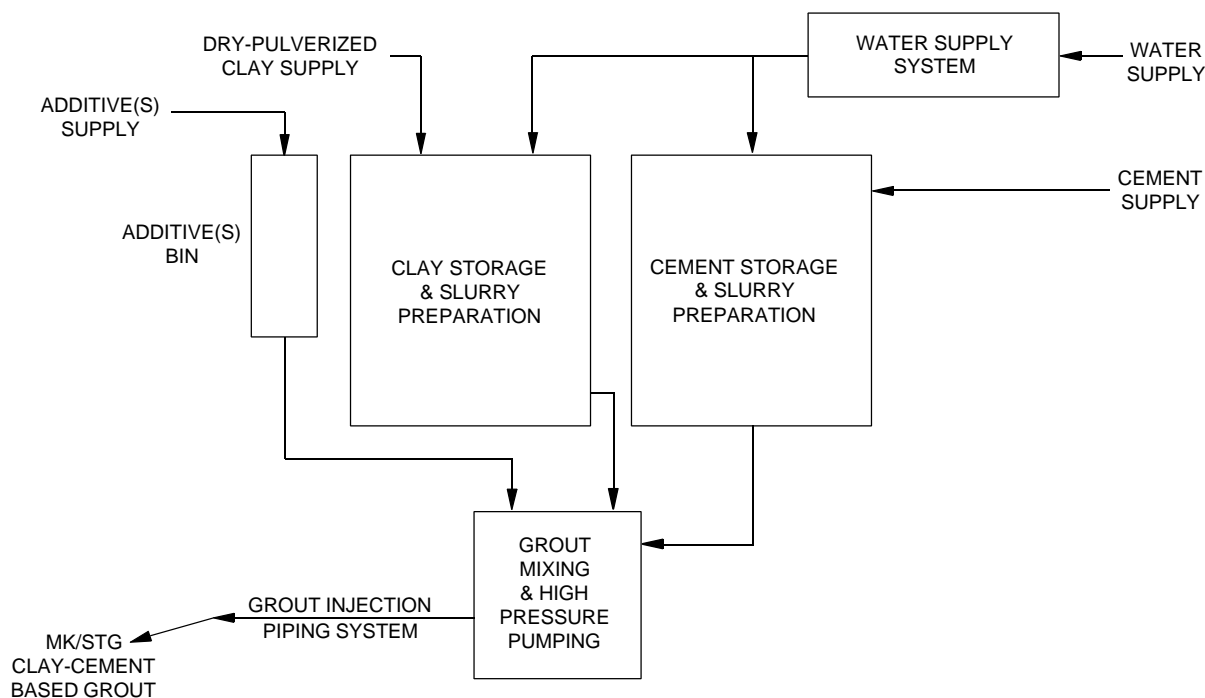 DRY-PULVERIZED
CLAY SUPPLY
WATER SUPPLY
SYSTEM
WATER
SUPPLY
ADDITIVE(S)
SUPPLY
CEMENT
SUPPLY
ADDITIVE(S)
BIN
CLAY STORAGE
& SLURRY
PREPARATION
CEMENT STORAGE
& SLURRY
PREPARATION
GROUT
MIXING
& HIGH
PRESSURE
PUMPING
GROUT INJECTION
PIPING SYSTEM
MK/STG
CLAY-CEMENT
BASED GROUT